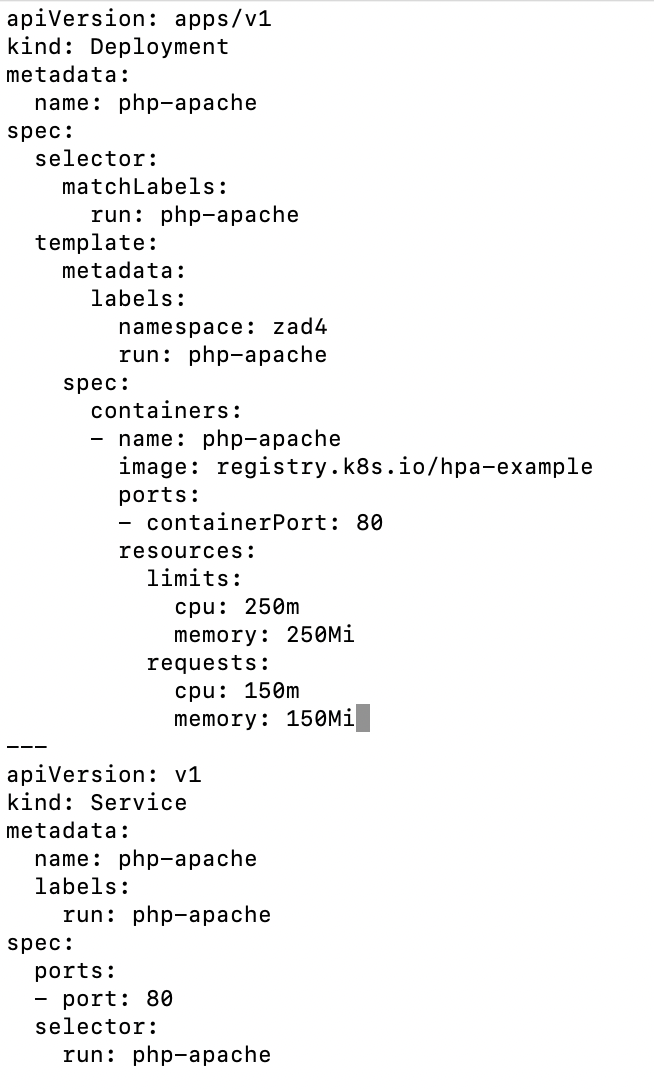 apiVersion: apps/v1
kind: Deployment
metadata:
  name: php-apache
spec:
  selector:
    matchLabels:
      run: php-apache
  template:
    metadata:
      labels:
        namespace: zad4
        run: php-apache
    spec:
      containers:
      - name: php-apache
        image: registry.k8s.io/hpa-example
        ports:
        - containerPort: 80
        resources:
          limits:
            cpu: 250m
            memory: 250Mi
          requests:
            cpu: 150m
            memory: 150Mi
---
apiVersion: v1
kind: Service
metadata:
  name: php-apache
  labels:
    run: php-apache
spec:
  ports:
  - port: 80
  selector:
    run: php-apache